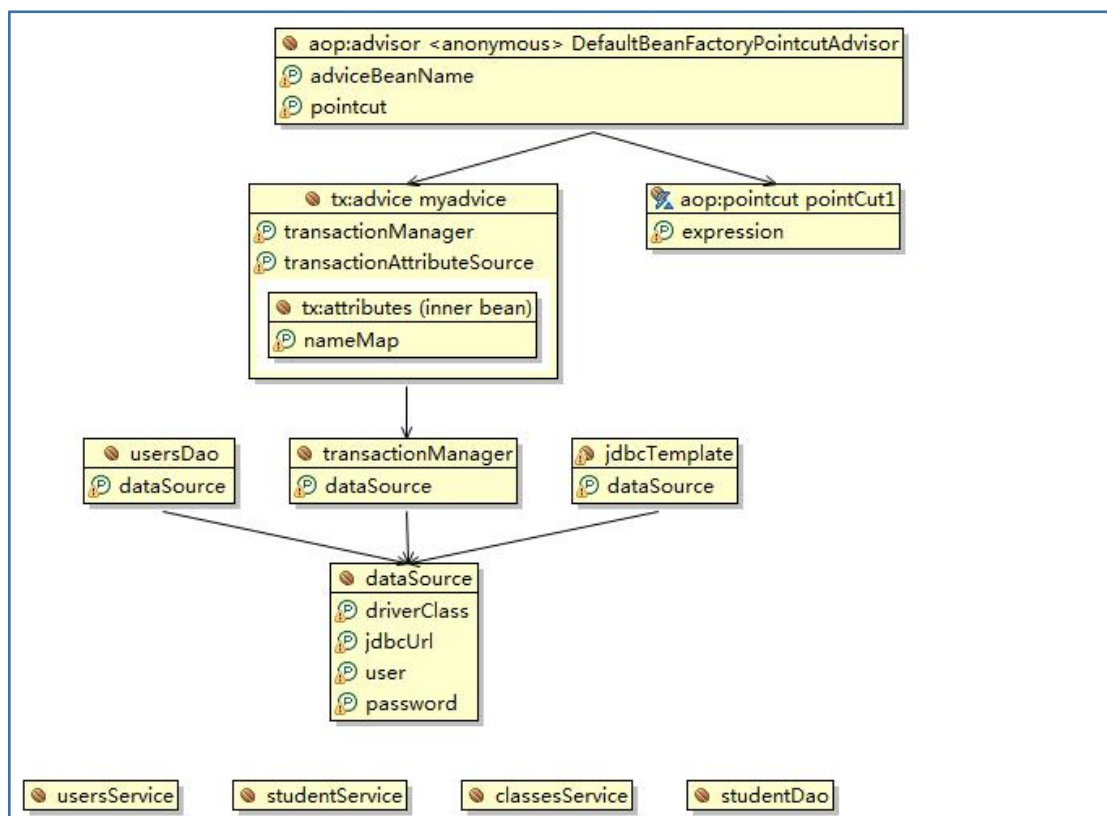 aop:advisor <anonymous> DefaultBeanFactoryPointcutAdvisor
adviceBeanName
pointcut
tx:advice myadvice
transactionManager
transactionAttributeSource
tx:attributes (inner bean)
nameMap
aop:pointcut pointCut1
expression
usersDao
dataSource
transactionManager
dataSource
jdbcTemplate
dataSource
dataSource
driverClass
jdbcUrl
user
password
usersService
studentService
classesService
studentDao